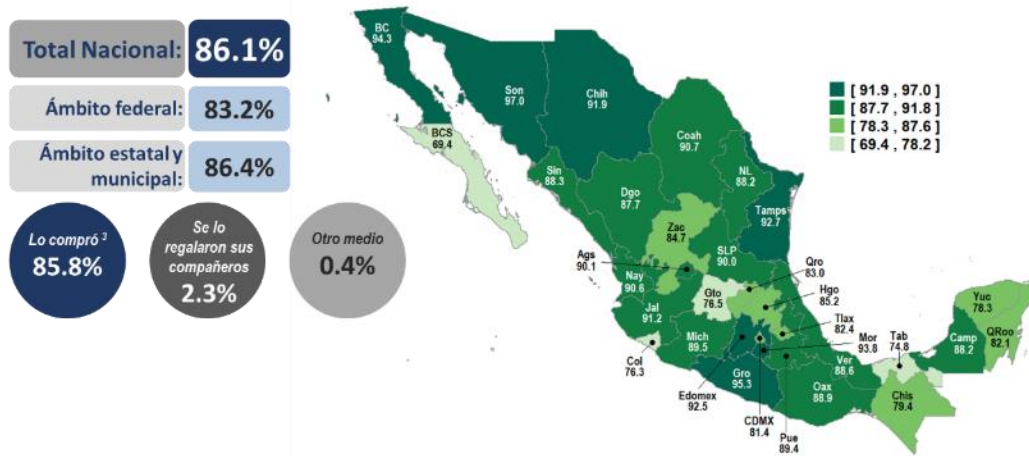 Total Nacional: 86.1%
Ámbito federal: 83.2%
Ámbito estatal y
municipal: 86.4%
Lo compró ³
85.8%
Se lo
regalaron sus
compañeros
2.3%
Otro medio
0.4%
BC
94.3
Son
97.0
Chih
91.9
[ 91.9 , 97.0 ]
[ 87.7 , 91.8 ]
[ 78.3 , 87.6 ]
[ 69.4 , 78.2 ]
BCS
69.4
Coah
90.7
Sin
88.3
NL
88.2
Dgo
87.7
Tamps
92.7
Zac
84.7
SLP
90.0
Ags
90.1
Qro
83.0
Nay
90.6
Gto
76.5
Hgo
85.2
Yuc
78.3
Jal
91.2
Tlax
82.4
QRoo
82.1
Mich
89.5
Mor
93.8
Tab
74.8
Camp
88.2
Col
76.3
Ver
88.6
Gro
95.3
Oax
88.9
Chis
79.4
Edomex
92.5
CDMX
81.4
Pue
89.4